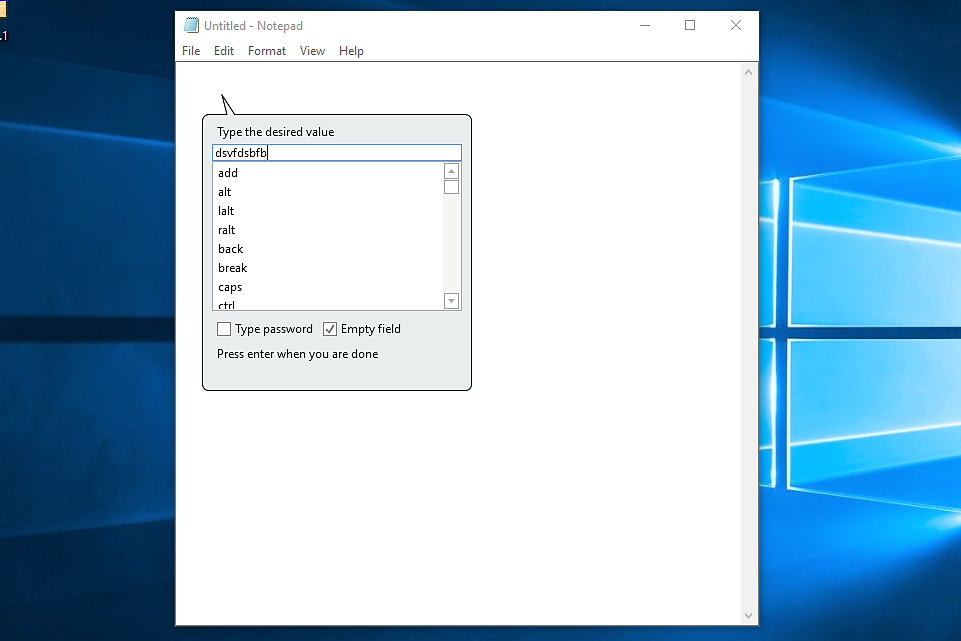 .1
Untitled - Notepad
File Edit Format View Help
Type the desired value
dsvfdsbfb
add
alt
lalt
ralt
back
break
caps
ctrl
Type password Empty field
Press enter when you are done